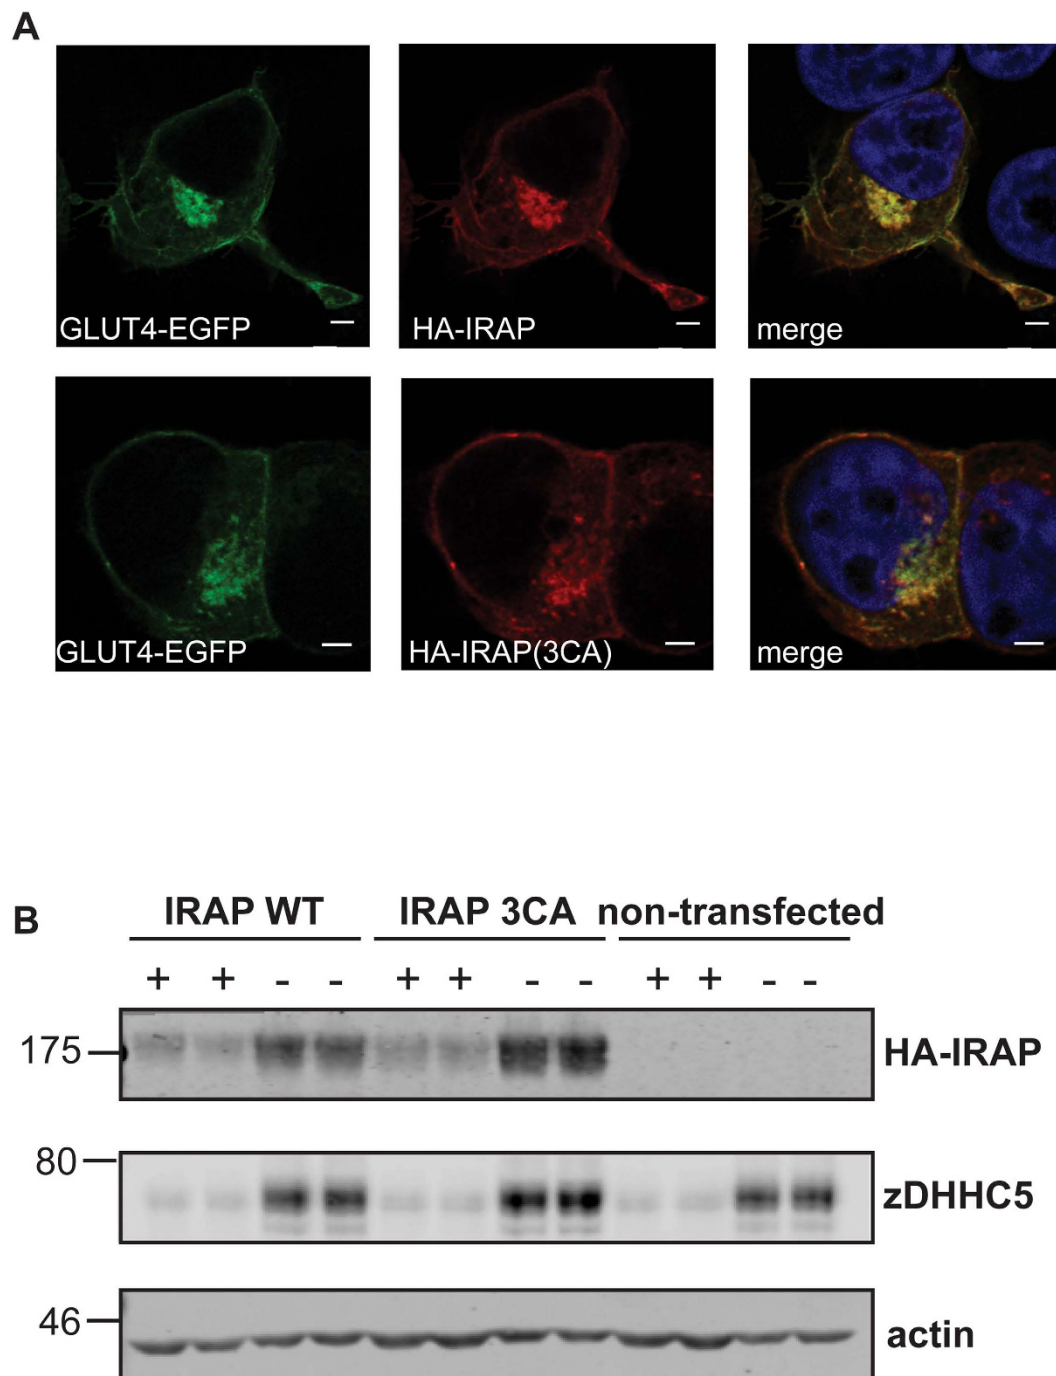 A
GLUT4-EGFP HA-IRAP merge
GLUT4-EGFP HA-IRAP(3CA) merge
B
IRAP WT IRAP 3CA non-transfected
+ + - - + + - - + + - -
175 HA-IRAP
80 zDHHC5
46 actin